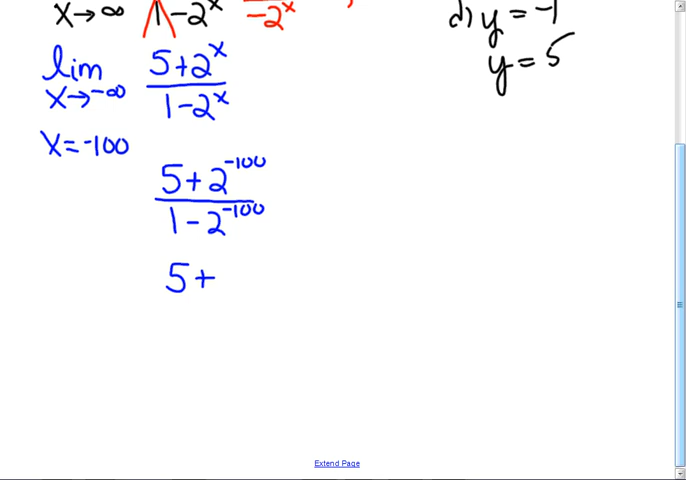 x→∞ 1-2^x -2^x
d) y = -1
lim 5+2^x
x→-∞ 1-2^x
y = 5
x=-100
5+2^-100
1-2^-100
5+
Extend Page